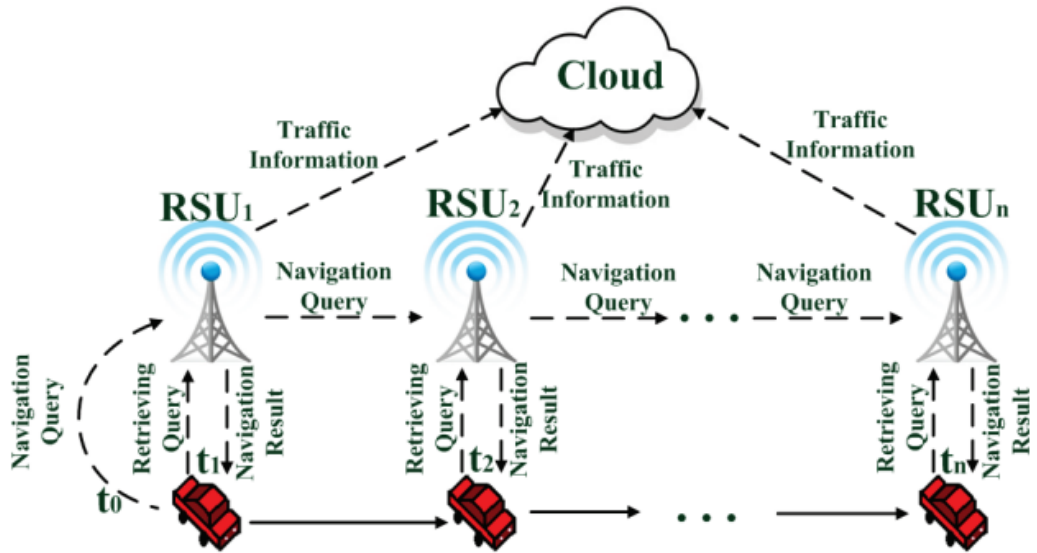 Cloud
Traffic
Information
Traffic
Information
Traffic
Information
RSU₁
RSU₂
RSUₙ
Navigation
Query
Navigation
Query
Navigation
Query
Navigation
Query
Retrieving
Query
Navigation
Result
Retrieving
Query
Navigation
Result
Retrieving
Query
Navigation
Result
t₀
t₁
t₂
tₙ